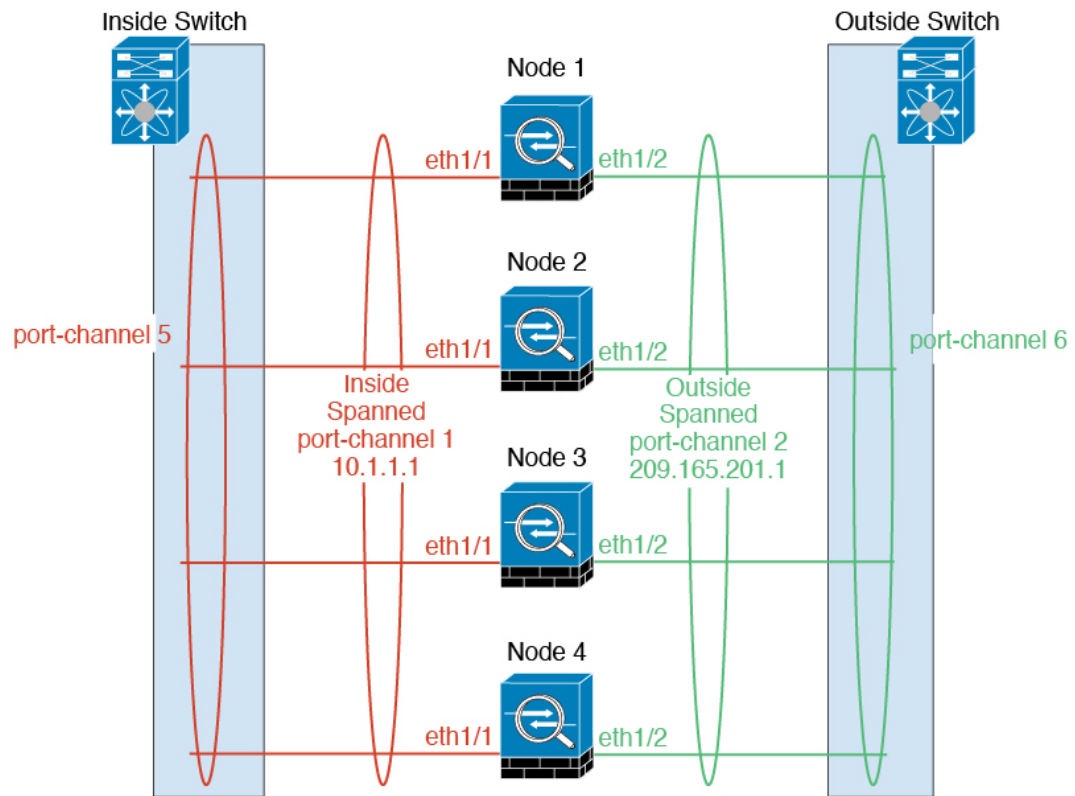 Inside Switch
Outside Switch
Node 1
eth1/1
eth1/2
Node 2
port-channel 5
eth1/1
eth1/2
port-channel 6
Inside
Spanned
port-channel 1
10.1.1.1
Outside
Spanned
port-channel 2
209.165.201.1
Node 3
eth1/1
eth1/2
Node 4
eth1/1
eth1/2